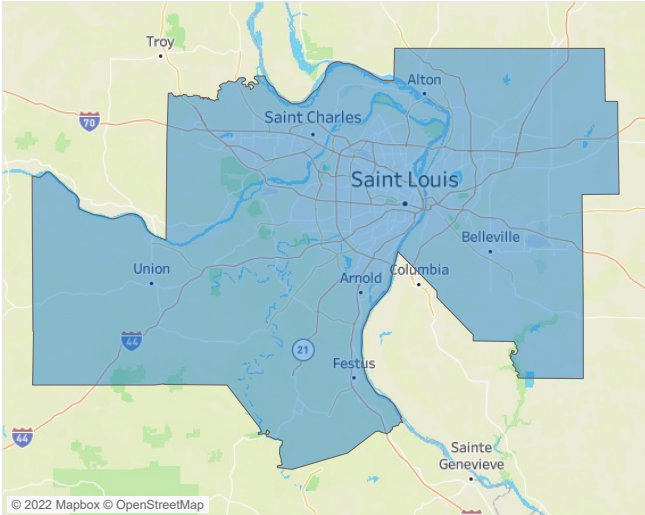 Troy
Alton
70
Saint Charles
Saint Louis
Belleville
Union
Arnold
Columbia
44
21
Festus
44
Sainte
Genevieve
© 2022 Mapbox © OpenStreetMap